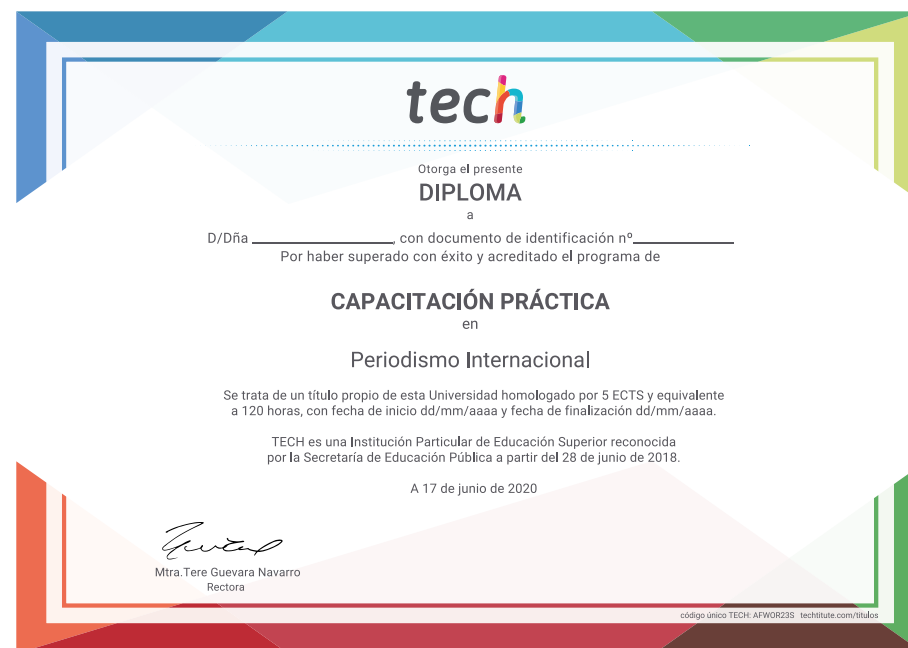 tech
Otorga el presente
DIPLOMA
a
D/Dña ____________________, con documento de identificación nº______________
Por haber superado con éxito y acreditado el programa de
CAPACITACIÓN PRÁCTICA
en
Periodismo Internacional
Se trata de un título propio de esta Universidad homologado por 5 ECTS y equivalente
a 120 horas, con fecha de inicio dd/mm/aaaa y fecha de finalización dd/mm/aaaa.
TECH es una Institución Particular de Educación Superior reconocida
por la Secretaría de Educación Pública a partir del 28 de junio de 2018.
A 17 de junio de 2020
Mtra.Tere Guevara Navarro
Rectora
código único TECH: AFWOR23S techtitute.com/titulos